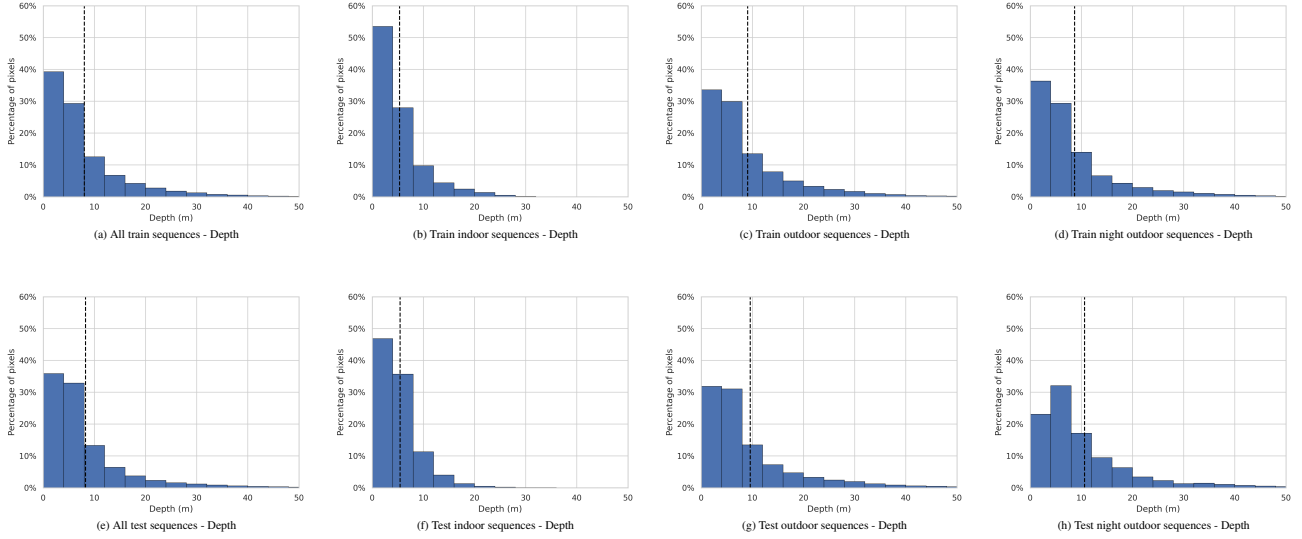 60%
50%
40%
30%
20%
10%
0%
Percentage of pixels
0 10 20 30 40 50
Depth (m)
(a) All train sequences - Depth
60%
50%
40%
30%
20%
10%
0%
Percentage of pixels
0 10 20 30 40 50
Depth (m)
(b) Train indoor sequences - Depth
60%
50%
40%
30%
20%
10%
0%
Percentage of pixels
0 10 20 30 40 50
Depth (m)
(c) Train outdoor sequences - Depth
60%
50%
40%
30%
20%
10%
0%
Percentage of pixels
0 10 20 30 40 50
Depth (m)
(d) Train night outdoor sequences - Depth
60%
50%
40%
30%
20%
10%
0%
Percentage of pixels
0 10 20 30 40 50
Depth (m)
(e) All test sequences - Depth
60%
50%
40%
30%
20%
10%
0%
Percentage of pixels
0 10 20 30 40 50
Depth (m)
(f) Test indoor sequences - Depth
60%
50%
40%
30%
20%
10%
0%
Percentage of pixels
0 10 20 30 40 50
Depth (m)
(g) Test outdoor sequences - Depth
60%
50%
40%
30%
20%
10%
0%
Percentage of pixels
0 10 20 30 40 50
Depth (m)
(h) Test night outdoor sequences - Depth